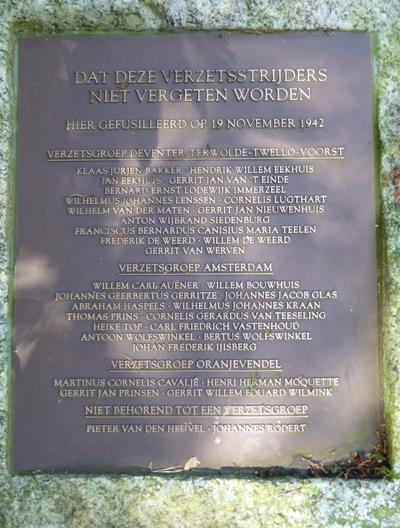 DAT DEZE VERZETSSTRIJDERS
NIET VERGETEN WORDEN
HIER GEFUSILLEERD OP 19 NOVEMBER 1942
VERZETSGROEP DEVENTER-TERWOLDE-TWELLO-VOORST
KLAAS JURJEN BAKKER · HENDRIK WILLEM EEKHUIS
JAN EEKHUIS · GERRIT JAN VAN 'T EINDE
BERNARD ERNST LODEWIJK IMMERZEEL
WILHELMUS JOHANNES LENSSEN · CORNELIS LUGTHART
WILHELM VAN DER MATEN · GERRIT JAN NIEUWENHUIS
ANTON WIJBRAND SIEDENBURG
FRANCISCUS BERNARDUS CANISIUS MARIA TEELEN
FREDERIK DE WEERD · WILLEM DE WEERD
GERRIT VAN WERVEN
VERZETSGROEP AMSTERDAM
WILLEM CARL AUËNER · WILLEM BOUWHUIS
JOHANNES GEERBERTUS GERRITZE · JOHANNES JACOB GLAS
ABRAHAM HASPELS · WILHELMUS JOHANNES KRAAN
THOMAS PRINS · CORNELIS GERARDUS VAN TEESELING
HEIKE TOP · CARL FRIEDRICH VASTENHOUD
ANTOON WOLFSWINKEL · BERTUS WOLFSWINKEL
JOHAN FREDERIK IJISBERG
VERZETSGROEP ORANJEVENDEL
MARTINUS CORNELIS CAVALJÉ · HENRI HERMAN MOQUETTE
GERRIT JAN PRINSEN · GERRIT WILLEM EDUARD WILMINK
NIET BEHOREND TOT EEN VERZETSGROEP
PIETER VAN DEN HEUVEL · JOHANNES RODERT